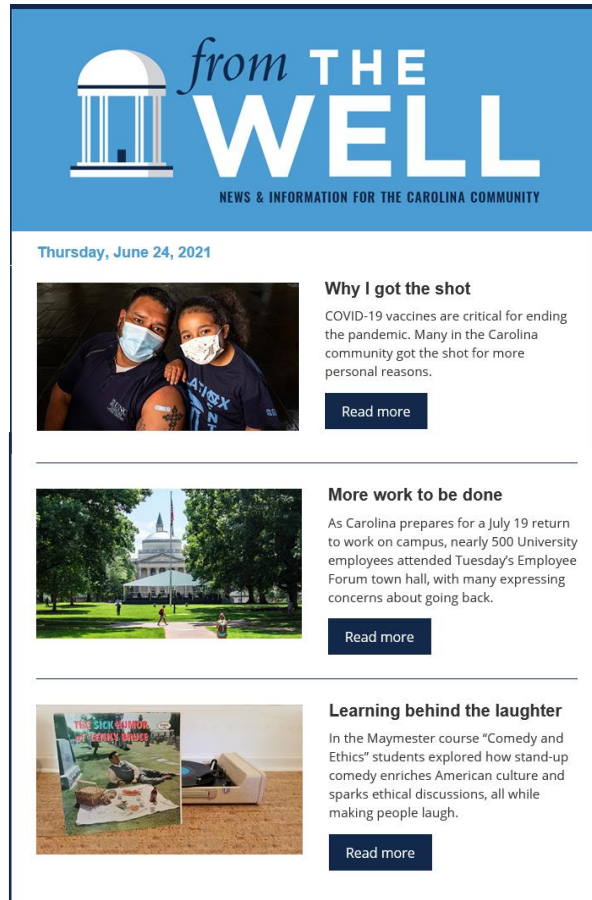 from THE
WELL
NEWS & INFORMATION FOR THE CAROLINA COMMUNITY
Thursday, June 24, 2021
Why I got the shot
COVID-19 vaccines are critical for ending
the pandemic. Many in the Carolina
community got the shot for more
personal reasons.
Read more
UNC
More work to be done
As Carolina prepares for a July 19 return
to work on campus, nearly 500 University
employees attended Tuesday's Employee
Forum town hall, with many expressing
concerns about going back.
Read more
THE SICK HUMOR
of LENNY BRUCE
Learning behind the laughter
In the Maymester course “Comedy and
Ethics” students explored how stand-up
comedy enriches American culture and
sparks ethical discussions, all while
making people laugh.
Read more